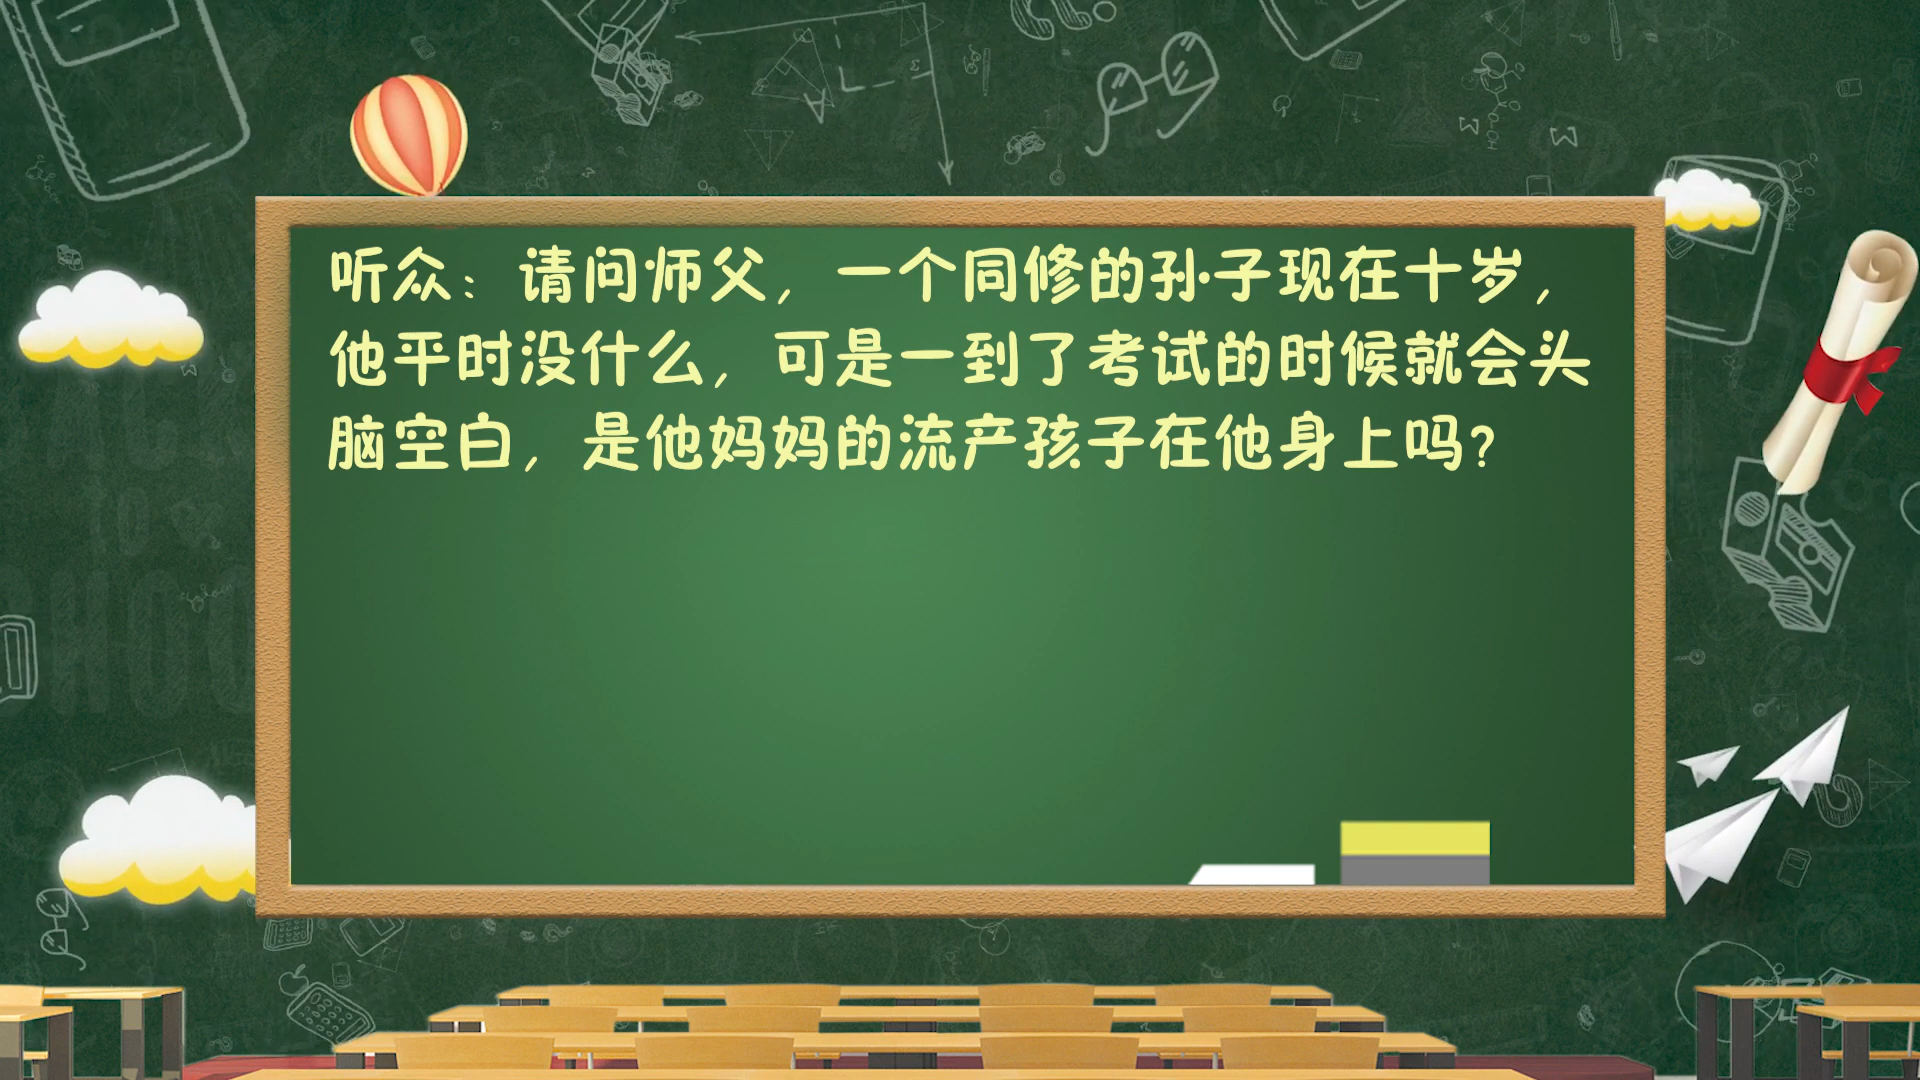 听众：请问师父，一个同修的孙子现在十岁，
他平时没什么，可是一到了考试的时候就会头
脑空白，是他妈妈的流产孩子在他身上吗？